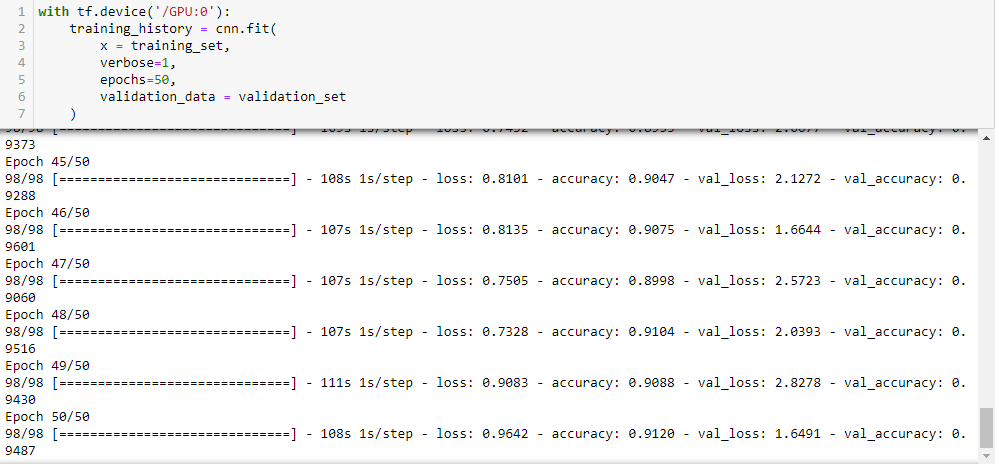 1 with tf.device('/GPU:0'):
2 training_history = cnn.fit(
3 x = training_set,
4 verbose=1,
5 epochs=50,
6 validation_data = validation_set
7 )
9373
Epoch 45/50
98/98 [==============================] - 108s 1s/step - loss: 0.8101 - accuracy: 0.9047 - val_loss: 2.1272 - val_accuracy: 0.
9288
Epoch 46/50
98/98 [==============================] - 107s 1s/step - loss: 0.8135 - accuracy: 0.9075 - val_loss: 1.6644 - val_accuracy: 0.
9601
Epoch 47/50
98/98 [==============================] - 107s 1s/step - loss: 0.7505 - accuracy: 0.8998 - val_loss: 2.5723 - val_accuracy: 0.
9060
Epoch 48/50
98/98 [==============================] - 107s 1s/step - loss: 0.7328 - accuracy: 0.9104 - val_loss: 2.0393 - val_accuracy: 0.
9516
Epoch 49/50
98/98 [==============================] - 111s 1s/step - loss: 0.9083 - accuracy: 0.9088 - val_loss: 2.8278 - val_accuracy: 0.
9430
Epoch 50/50
98/98 [==============================] - 108s 1s/step - loss: 0.9642 - accuracy: 0.9120 - val_loss: 1.6491 - val_accuracy: 0.
9487